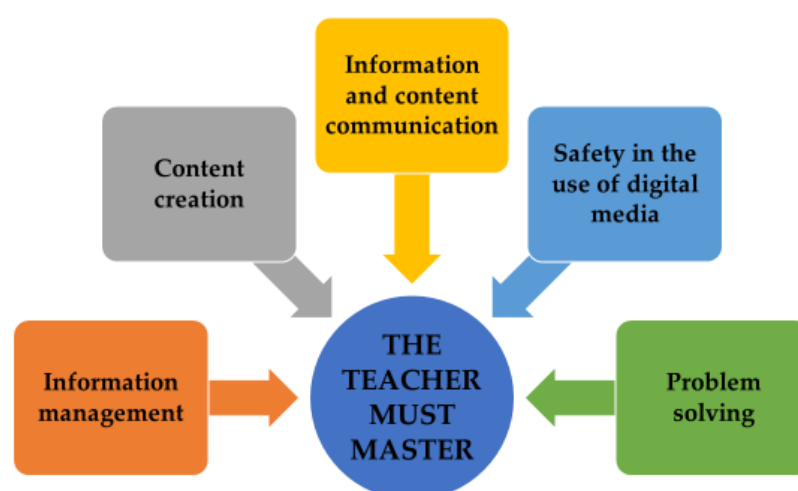 Information
and content
communication
Content
creation
Safety in the
use of digital
media
Information
management
THE
TEACHER
MUST
MASTER
Problem
solving